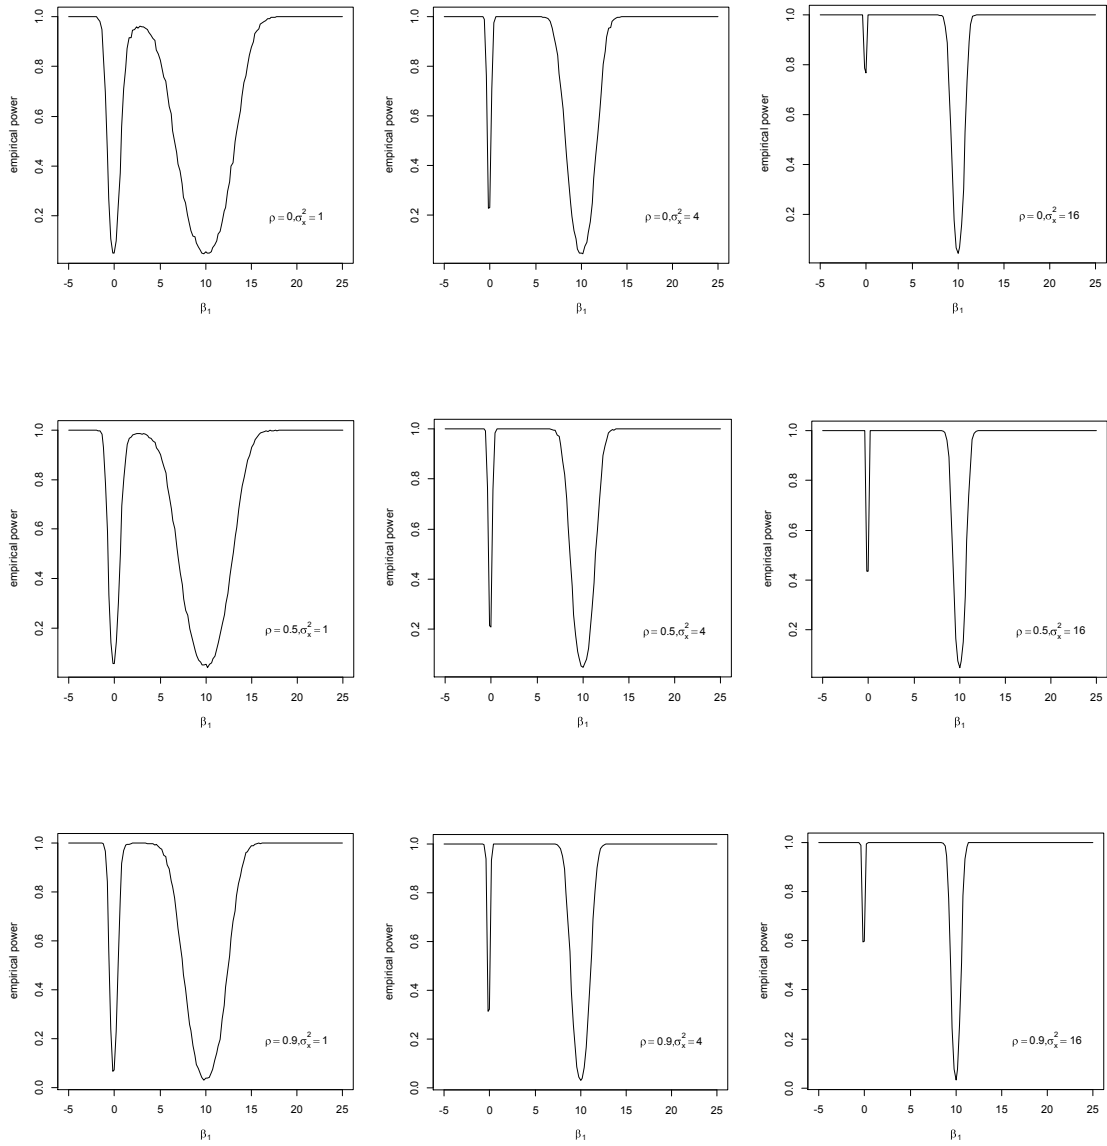 empirical power
1.0
0.8
0.6
0.4
0.2
ρ = 0,σ²ₓ = 1
-5 0 5 10 15 20 25
β₁
empirical power
1.0
0.8
0.6
0.4
0.2
ρ = 0,σ²ₓ = 4
-5 0 5 10 15 20 25
β₁
empirical power
1.0
0.8
0.6
0.4
0.2
ρ = 0,σ²ₓ = 16
-5 0 5 10 15 20 25
β₁
empirical power
1.0
0.8
0.6
0.4
0.2
ρ = 0.5,σ²ₓ = 1
-5 0 5 10 15 20 25
β₁
empirical power
1.0
0.8
0.6
0.4
0.2
ρ = 0.5,σ²ₓ = 4
-5 0 5 10 15 20 25
β₁
empirical power
1.0
0.8
0.6
0.4
0.2
ρ = 0.5,σ²ₓ = 16
-5 0 5 10 15 20 25
β₁
empirical power
1.0
0.8
0.6
0.4
0.2
0.0
ρ = 0.9,σ²ₓ = 1
-5 0 5 10 15 20 25
β₁
empirical power
1.0
0.8
0.6
0.4
0.2
0.0
ρ = 0.9,σ²ₓ = 4
-5 0 5 10 15 20 25
β₁
empirical power
1.0
0.8
0.6
0.4
0.2
0.0
ρ = 0.9,σ²ₓ = 16
-5 0 5 10 15 20 25
β₁